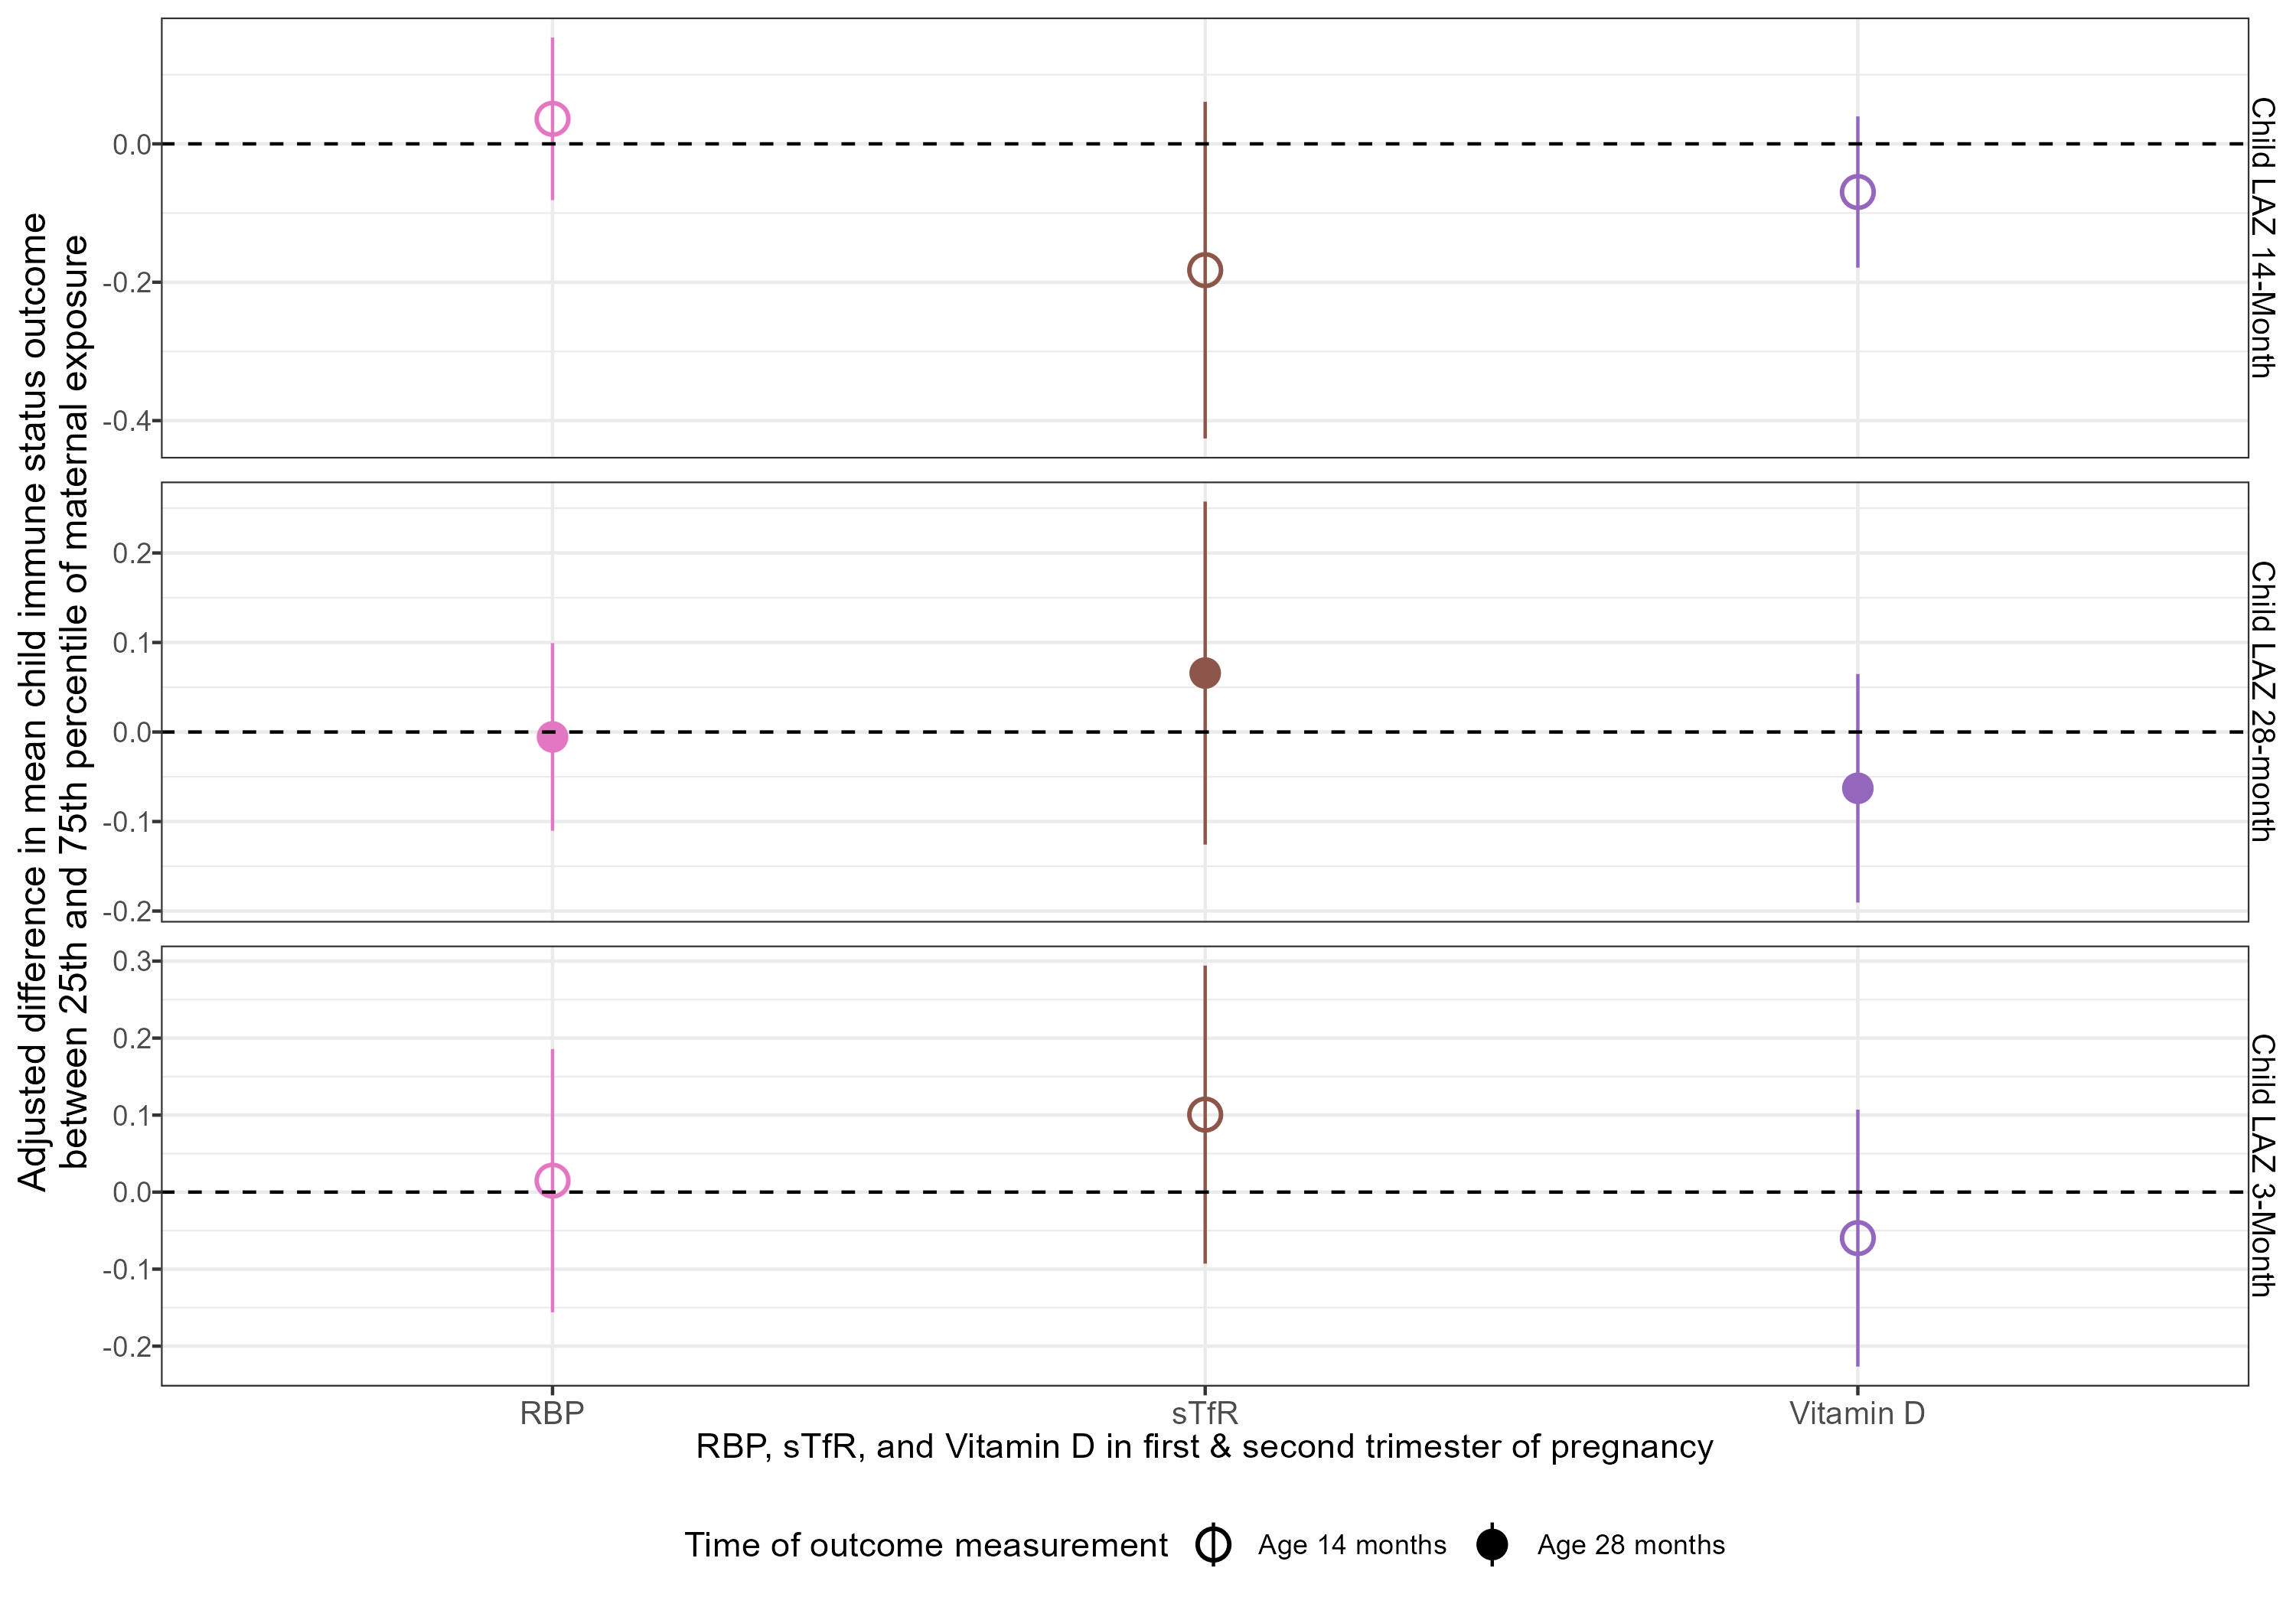 Adjusted difference in mean child immune status outcome
between 25th and 75th percentile of maternal exposure
0.0
-0.2
-0.4
Child LAZ 14-Month
0.2
0.1
0.0
-0.1
-0.2
Child LAZ 28-month
0.3
0.2
0.1
0.0
-0.1
-0.2
Child LAZ 3-Month
RBP
sTfR
Vitamin D
RBP, sTfR, and Vitamin D in first & second trimester of pregnancy
Time of outcome measurement
Age 14 months
Age 28 months